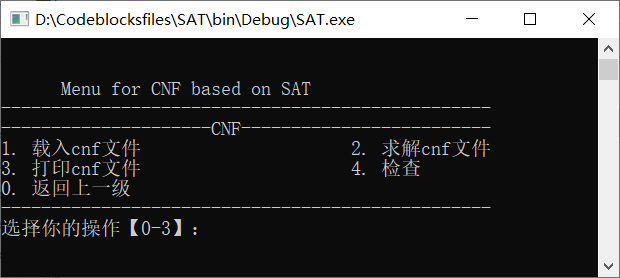 D:\Codeblocksfiles\SAT\bin\Debug\SAT.exe
Menu for CNF based on SAT
-------------------------------------------------
---------------------CNF-------------------------
1. 载入cnf文件 2. 求解cnf文件
3. 打印cnf文件 4. 检查
0. 返回上一级
-------------------------------------------------
选择你的操作【0-3】: